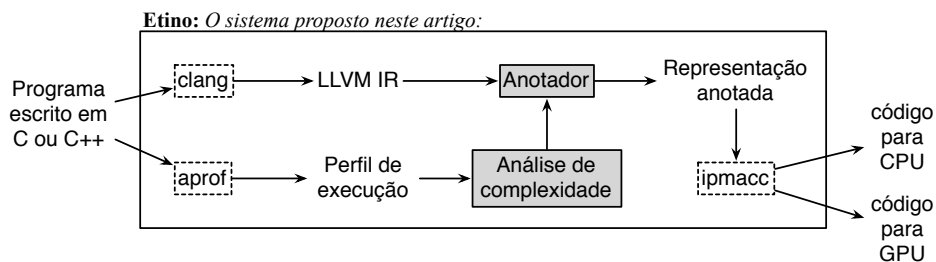 Etino: O sistema proposto neste artigo:
Programa
escrito em
C ou C++
clang
LLVM IR
Anotador
Representação
anotada
aprof
Perfil de
execução
Análise de
complexidade
ipmacc
código
para
CPU
código
para
GPU